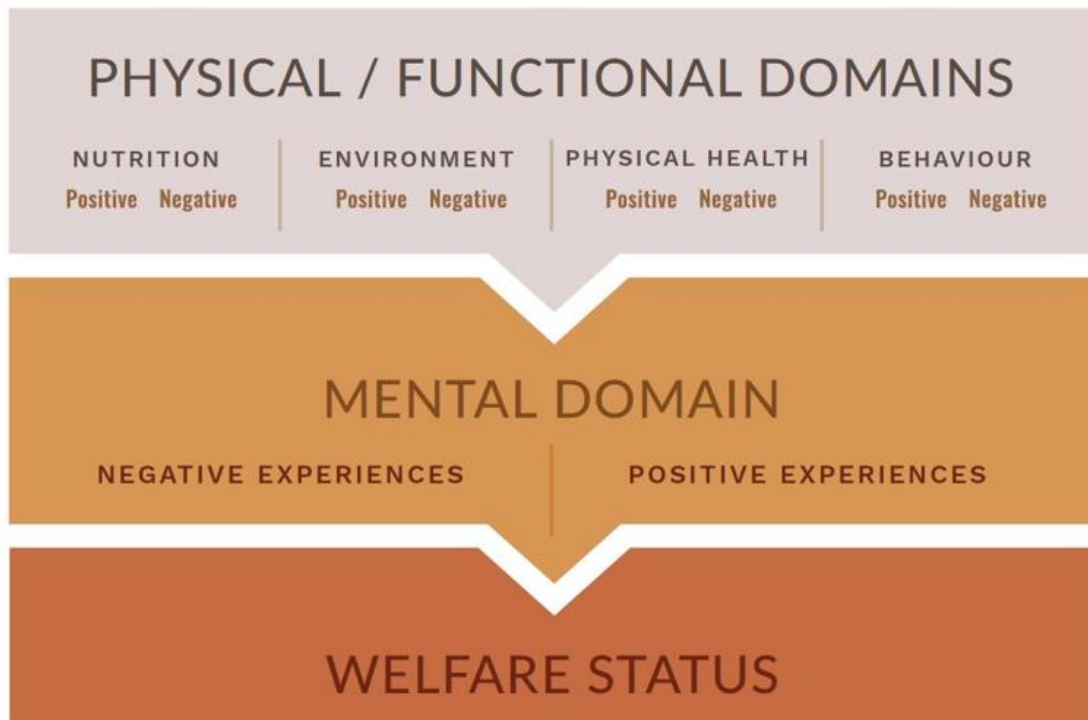 PHYSICAL / FUNCTIONAL DOMAINS
NUTRITION ENVIRONMENT PHYSICAL HEALTH BEHAVIOUR
Positive Negative Positive Negative Positive Negative Positive Negative
MENTAL DOMAIN
NEGATIVE EXPERIENCES POSITIVE EXPERIENCES
WELFARE STATUS